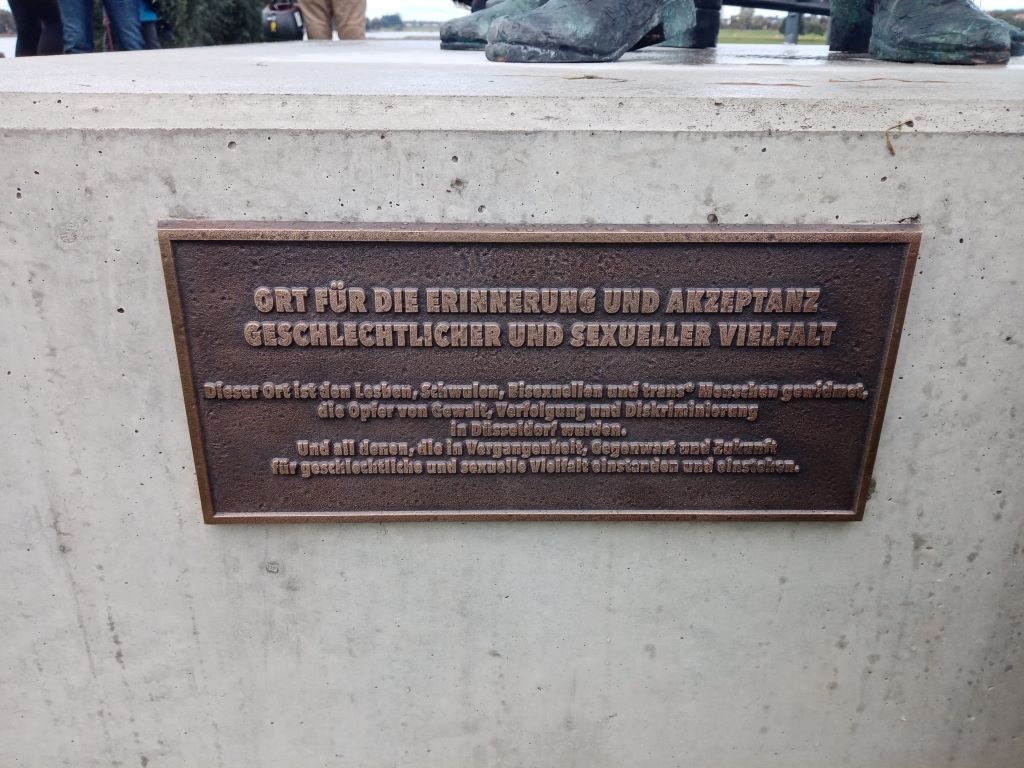 ORT FÜR DIE ERINNERUNG UND AKZEPTANZ
GESCHLECHTLICHER UND SEXUELLER VIELFALT
Dieser Ort ist den Lesben, Schwulen, Bisexuellen und trans* Menschen gewidmet,
die Opfer von Gewalt, Verfolgung und Diskriminierung
in Düsseldorf wurden.
Und all denen, die in Vergangenheit, Gegenwart und Zukunft
für geschlechtliche und sexuelle Vielfalt einstanden und einstehen.